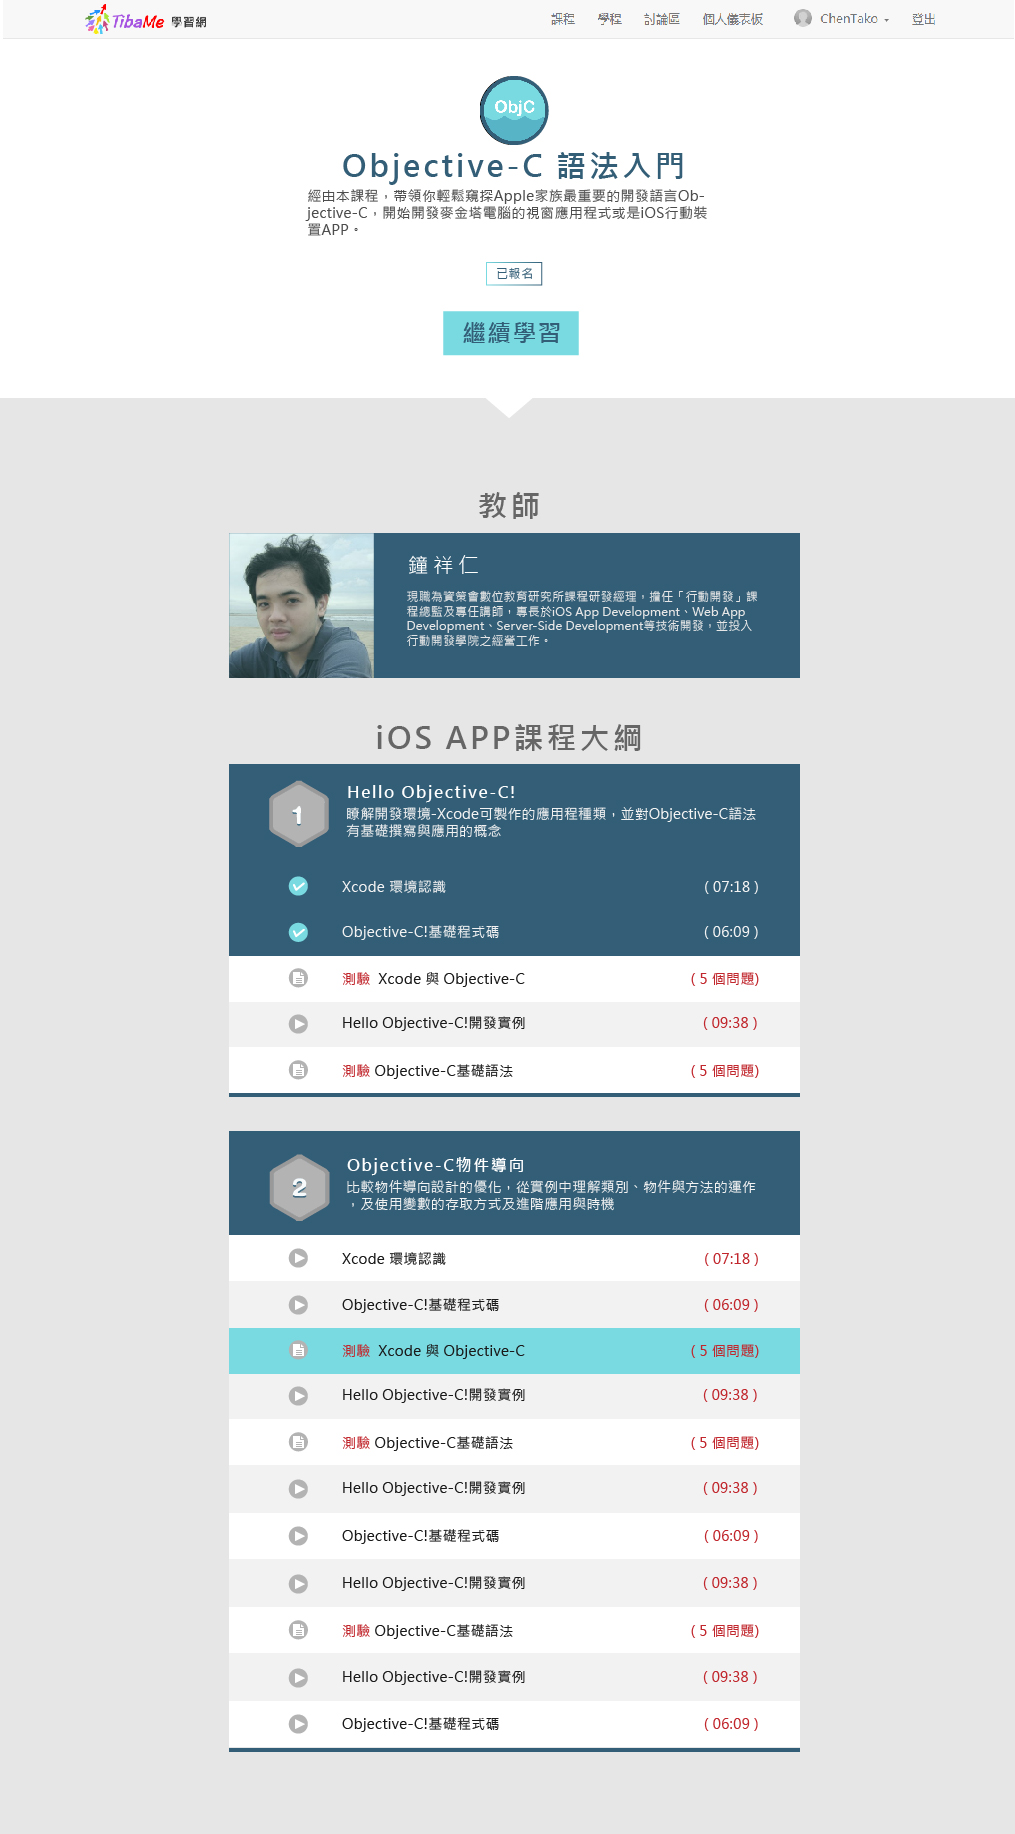 TibaMe 學習網
課程 學程 討論區 個人儀表板 ChenTako 登出
ObjC
Objective-C 語法入門
經由本課程，帶領你輕鬆窺探Apple家族最重要的開發語言Ob-
jective-C，開始開發麥金塔電腦的視窗應用程式或是iOS行動裝
置APP。
已報名
繼續學習
教師
鐘祥仁
現職為資策會數位教育研究所課程研發經理，擔任「行動開發」課
程總監及專任講師，專長於iOS App Development、Web App
Development、Server-Side Development等技術開發，並投入
行動開發學院之經營工作。
iOS APP課程大綱
1
Hello Objective-C!
瞭解開發環境-Xcode可製作的應用程種類，並對Objective-C語法
有基礎撰寫與應用的概念
Xcode 環境認識 ( 07:18 )
Objective-C!基礎程式碼 ( 06:09 )
測驗 Xcode 與 Objective-C ( 5 個問題)
Hello Objective-C!開發實例 ( 09:38 )
測驗 Objective-C基礎語法 ( 5 個問題)
2
Objective-C物件導向
比較物件導向設計的優化，從實例中理解類別、物件與方法的運作
，及使用變數的存取方式及進階應用與時機
Xcode 環境認識 ( 07:18 )
Objective-C!基礎程式碼 ( 06:09 )
測驗 Xcode 與 Objective-C ( 5 個問題)
Hello Objective-C!開發實例 ( 09:38 )
測驗 Objective-C基礎語法 ( 5 個問題)
Hello Objective-C!開發實例 ( 09:38 )
Objective-C!基礎程式碼 ( 06:09 )
Hello Objective-C!開發實例 ( 09:38 )
測驗 Objective-C基礎語法 ( 5 個問題)
Hello Objective-C!開發實例 ( 09:38 )
Objective-C!基礎程式碼 ( 06:09 )